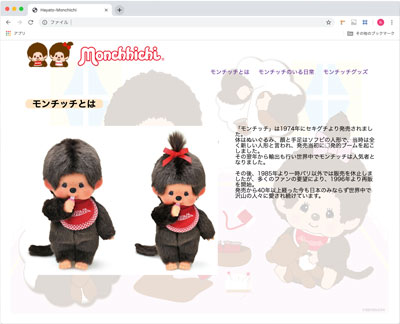 Hayato-Monchhichi
ファイル
アプリ
その他のブックマーク
Monchhichi
モンチッチとは
モンチッチのいる日常
モンチッチグッズ
モンチッチとは
「モンチッチ」は1974年にセキグチより発売されまし
た。
体はぬいぐるみ、顔と手足はソフビの人形で、当時は全
く新しい人形と言われ、発売当初に発的ブームを起こ
しました。
その翌年から輸出も行い世界中でモンチッチは人気者と
なりました。
その後、1985年より一時パリ以外では販売を休止しま
したが、多くのファンの要望により、1996年より再販
を開始。
発売から40年以上経った今も日本のみならず世界中で
沢山の人々に愛され続けています。